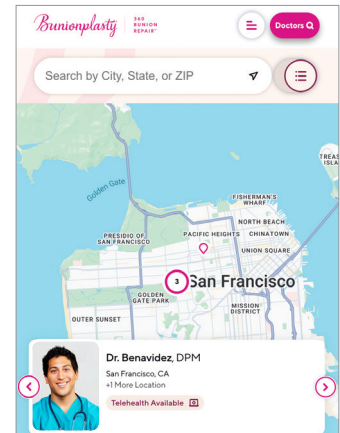 Bunionplasty
360
BUNION
REPAIR
Doctors
Search by City, State, or ZIP
Golden Gate
TREAS
ISLA
FISHERMAN'S
WHARF
NORTH BEACH
PRESIDIO OF
SAN FRANCISCO
PACIFIC HEIGHTS
CHINATOWN
UNION SQUARE
3
San Francisco
GOLDEN
GATE PARK
MISSION
DISTRICT
OUTER SUNSET
Dr. Benavidez, DPM
San Francisco, CA
+1 More Location
Telehealth Available